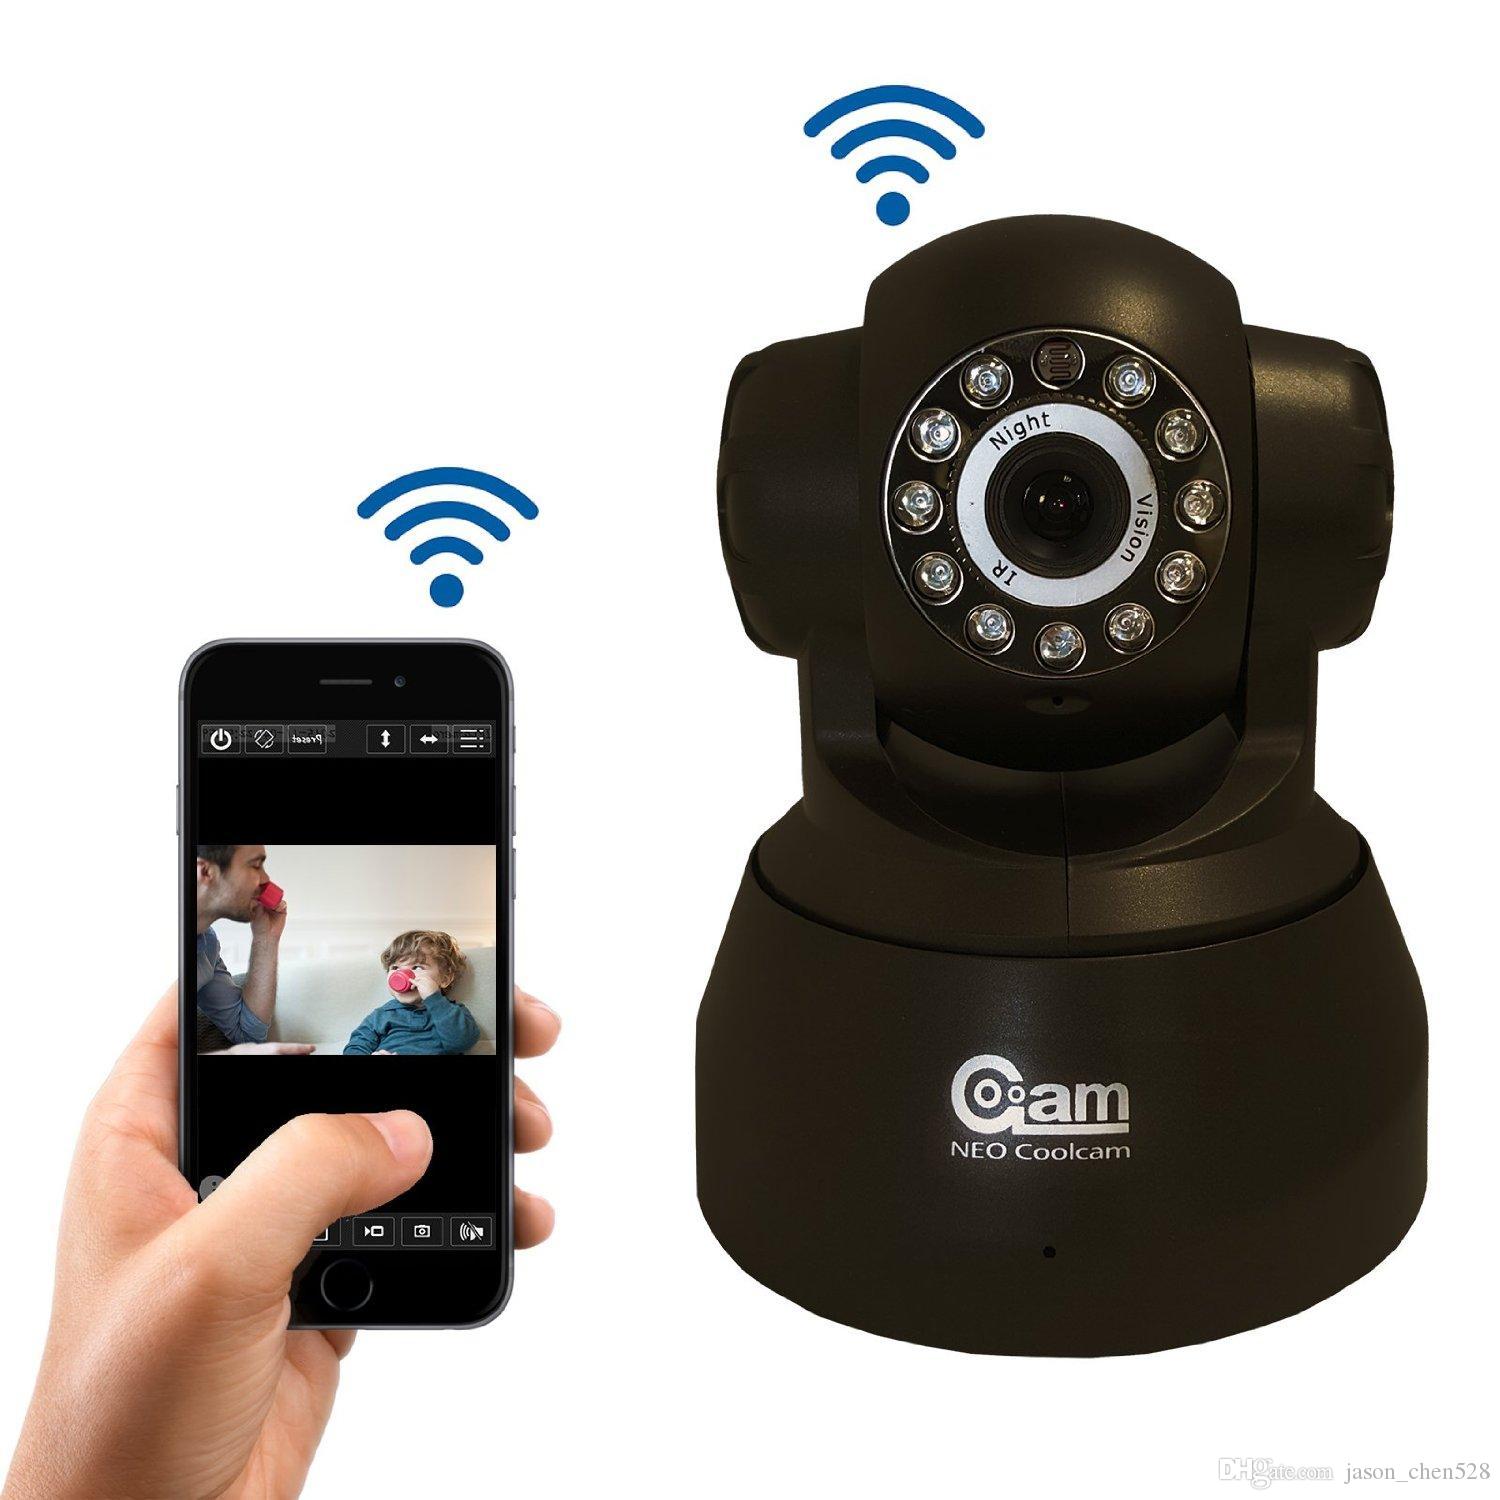 Night
Vision
IR
Preset
Cam
NEO Coolcam
DHgate.com jason_chen528